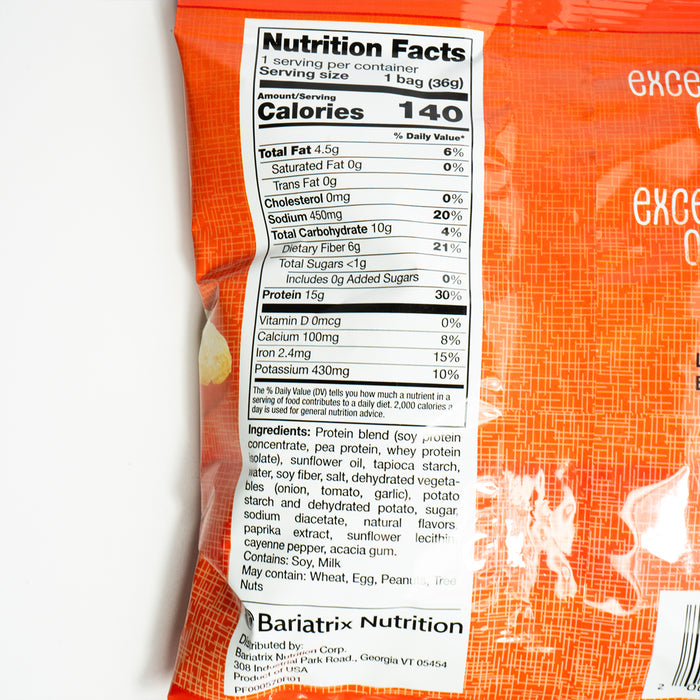 Nutrition Facts
1 serving per container
Serving size 1 bag (36g)
Amount/Serving
Calories 140
% Daily Value*
Total Fat 4.5g 6%
Saturated Fat 0g 0%
Trans Fat 0g
Cholesterol 0mg 0%
Sodium 450mg 20%
Total Carbohydrate 10g 4%
Dietary Fiber 6g 21%
Total Sugars <1g
Includes 0g Added Sugars 0%
Protein 15g 30%
Vitamin D 0mcg 0%
Calcium 100mg 8%
Iron 2.4mg 15%
Potassium 430mg 10%
The % Daily Value (DV) tells you how much a nutrient in a
serving of food contributes to a daily diet. 2,000 calories a
day is used for general nutrition advice.
Ingredients: Protein blend (soy protein
concentrate, pea protein, whey protein
isolate), sunflower oil, tapioca starch,
water, soy fiber, salt, dehydrated vegeta-
bles (onion, tomato, garlic), potato
starch and dehydrated potato, sugar,
sodium diacetate, natural flavors,
paprika extract, sunflower lecithin,
cayenne pepper, acacia gum.
Contains: Soy, Milk
May contain: Wheat, Egg, Peanuts, Tree
Nuts
Bariatrix Nutrition
Distributed by:
Bariatrix Nutrition Corp.
308 Industrial Park Road., Georgia VT 05454
Product of USA
PF000570R01
exce
exce
2